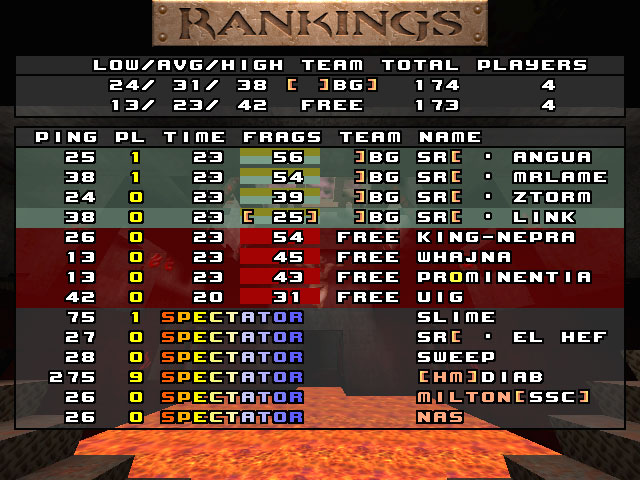 RANKINGS
LOW/AVG/HIGH TEAM TOTAL PLAYERS
24/ 31/ 38 [ ]BG] 174 4
13/ 23/ 42 FREE 173 4
PING PL TIME FRAGS TEAM NAME
25 1 23 56 ]BG SR[ · ANGUA
38 1 23 54 ]BG SR[ · MRLAME
24 0 23 39 ]BG SR[ · ZTORM
38 0 23 [ 25] ]BG SR[ · LINK
26 0 23 54 FREE KING-NEPRA
13 0 23 45 FREE WHAJNA
13 0 23 43 FREE PROMINENTIA
42 0 20 31 FREE UIG
75 1 SPECTATOR SLIME
27 0 SPECTATOR SR[ · EL HEF
28 0 SPECTATOR SWEEP
275 9 SPECTATOR [HM]DIAB
26 0 SPECTATOR MILTON[SSC]
26 0 SPECTATOR NAS